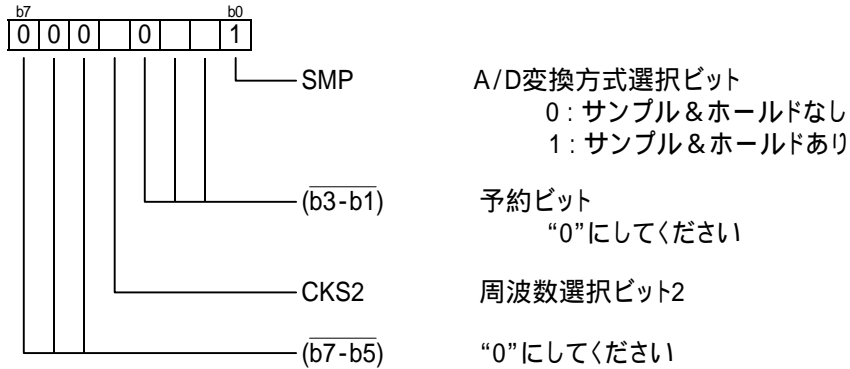 b7 b0
0 0 0 0 1
SMP A/D変換方式選択ビット
0 : サンプル&ホールドなし
1 : サンプル&ホールドあり
(b3-b1) 予約ビット
“0”にしてください
CKS2 周波数選択ビット2
(b7-b5) “0”にしてください